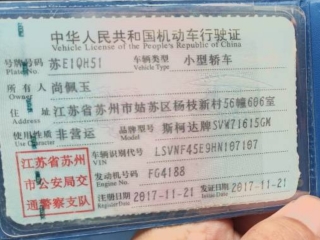 中华人民共和国机动车行驶证
Vehicle License of the People's Republic of China
号牌号码 苏E1QH51 车辆类型 小型轿车
Plate No. Vehicle Type
所有人 尚佩玉
Owner
住址 江苏省苏州市姑苏区杨枝新村56幢606室
Address
使用性质 非营运 品牌型号 斯柯达牌SVW71615GM
Use Character Model
江苏省苏州市公安局交通警察支队
车辆识别代号 LSVNF45E9HN107107
VIN
发动机号码 FG4188
Engine No.
注册日期 2017-11-21 发证日期 2017-11-21
Register Date Issue Date